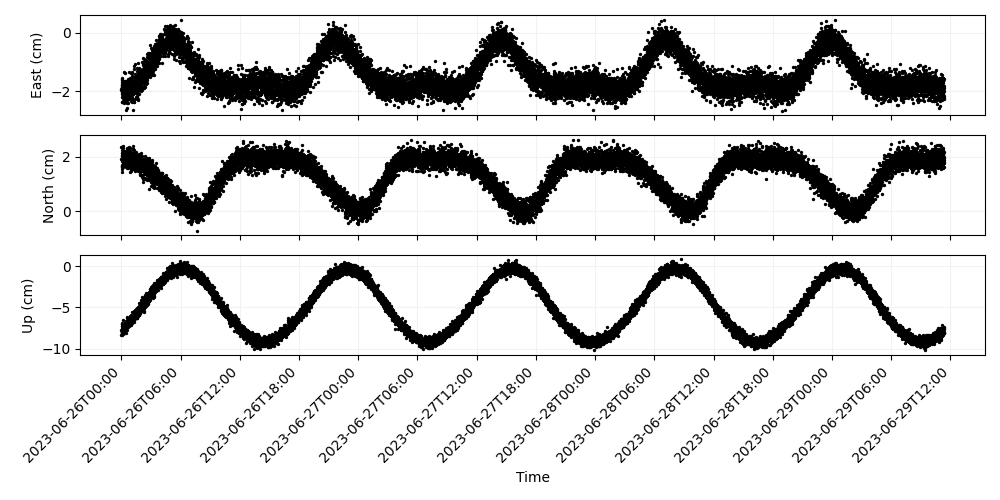 East (cm)
0
−2
North (cm)
2
0
Up (cm)
0
−5
−10
2023-06-26T00:00
2023-06-26T06:00
2023-06-26T12:00
2023-06-26T18:00
2023-06-27T00:00
2023-06-27T06:00
2023-06-27T12:00
2023-06-27T18:00
2023-06-28T00:00
2023-06-28T06:00
2023-06-28T12:00
2023-06-28T18:00
2023-06-29T00:00
2023-06-29T06:00
2023-06-29T12:00
Time